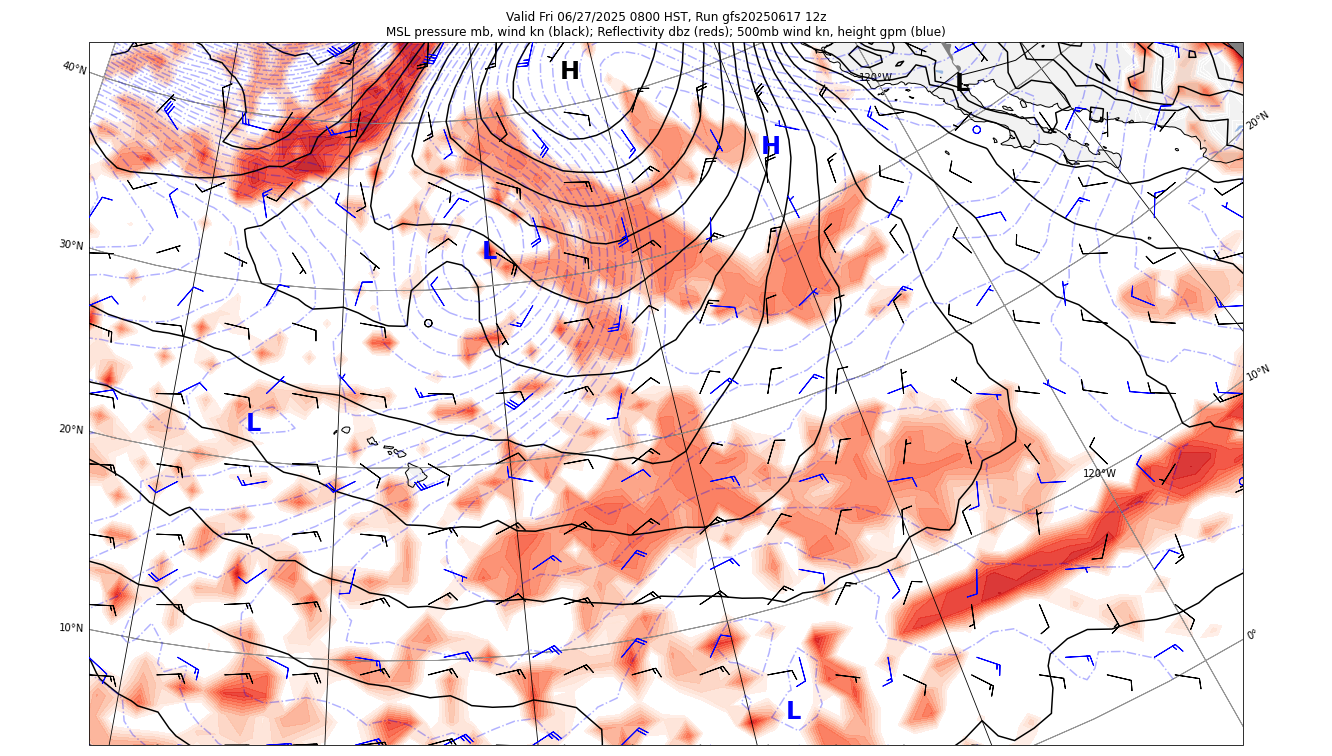 Valid Fri 06/27/2025 0800 HST, Run gfs20250617 12z
MSL pressure mb, wind kn (black); Reflectivity dbz (reds); 500mb wind kn, height gpm (blue)
40°N
H
120°W
L
20°N
H
30°N
L
10°N
20°N
L
120°W
10°N
0°
L